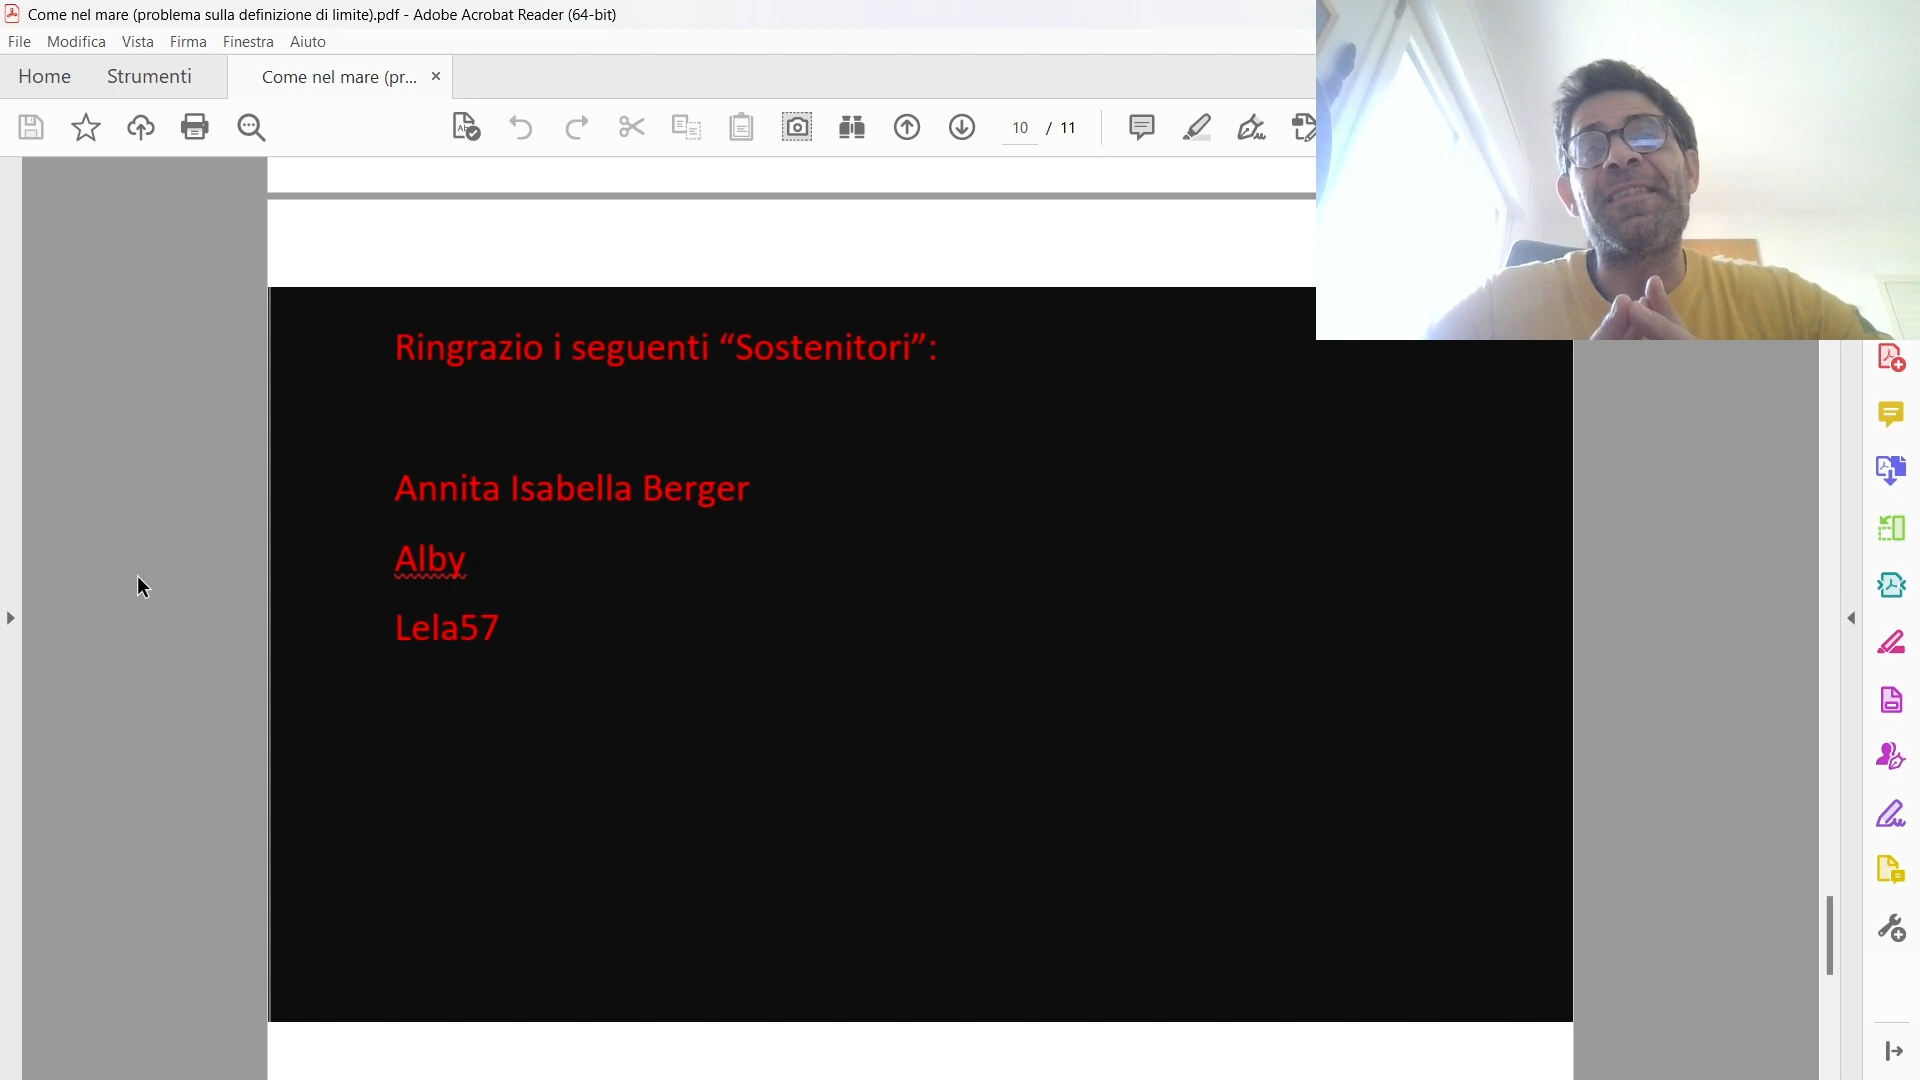 Come nel mare (problema sulla definizione di limite).pdf - Adobe Acrobat Reader (64-bit)
File Modifica Vista Firma Finestra Aiuto
Home Strumenti Come nel mare (pr...
10 / 11
Ringrazio i seguenti “Sostenitori”:
Annita Isabella Berger
Alby
Lela57